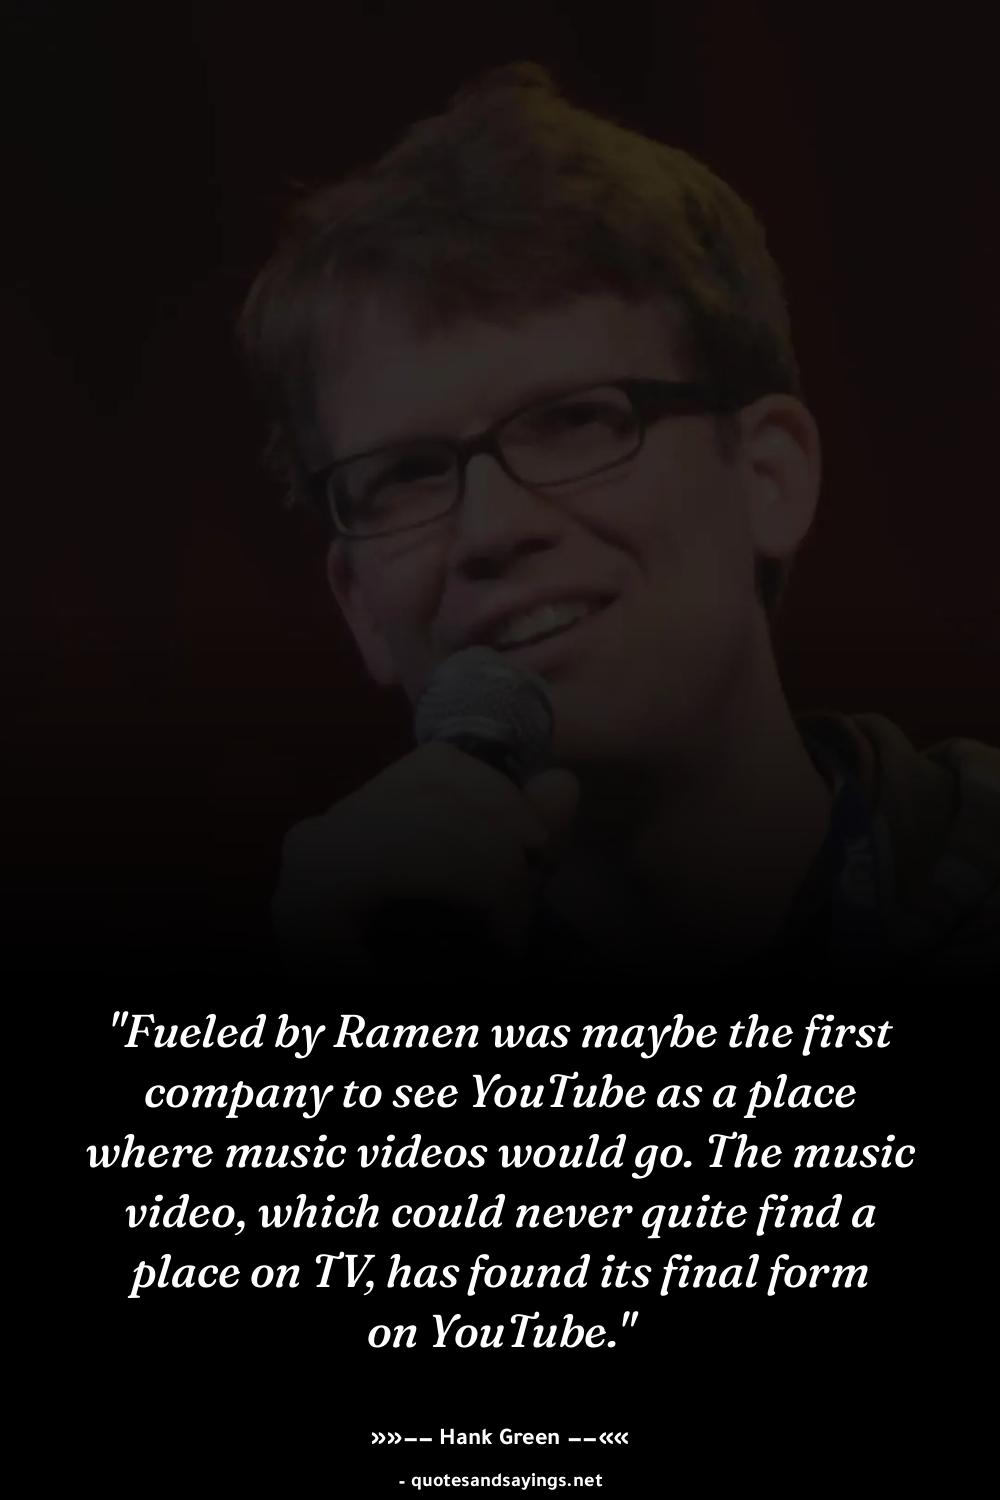 "Fueled by Ramen was maybe the first
company to see YouTube as a place
where music videos would go. The music
video, which could never quite find a
place on TV, has found its final form
on YouTube."
»»–– Hank Green ––««
- quotesandsayings.net